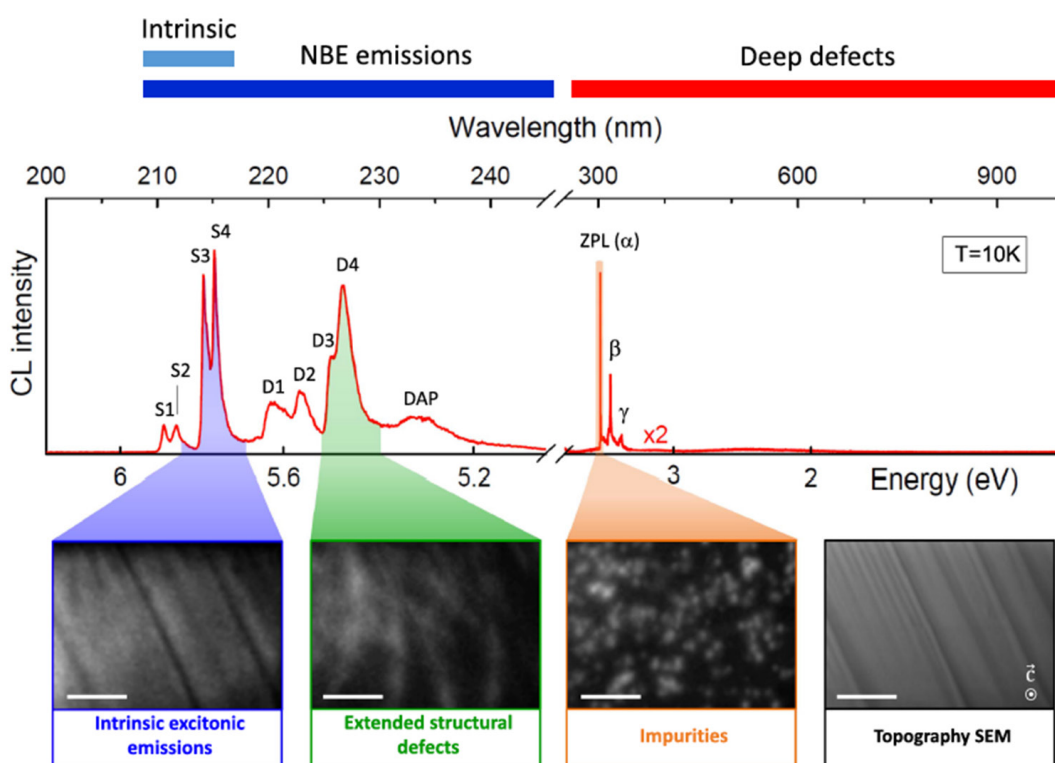 Intrinsic
NBE emissions
Deep defects
Wavelength (nm)
200 210 220 230 240 300 600 900
CL intensity
S1
S2
S3
S4
D1
D2
D3
D4
DAP
ZPL (α)
β
γ
x2
T=10K
6 5.6 5.2 3 2 Energy (eV)
Intrinsic excitonic
emissions
Extended structural
defects
Impurities
c
Topography SEM